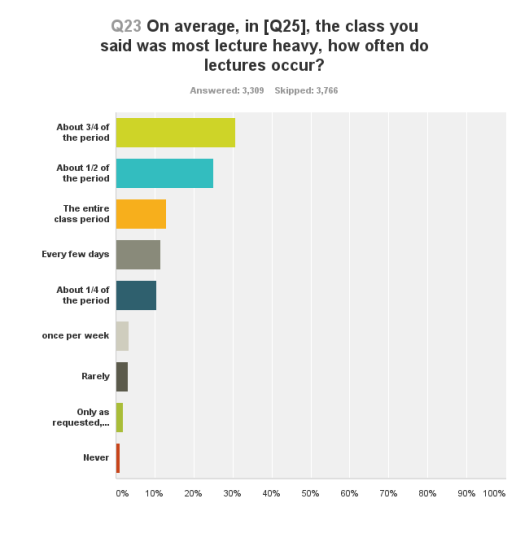 Q23 On average, in [Q25], the class you
said was most lecture heavy, how often do
lectures occur?
Answered: 3,309 Skipped: 3,766
About 3/4 of
the period
About 1/2 of
the period
The entire
class period
Every few days
About 1/4 of
the period
once per week
Rarely
Only as
requested,...
Never
0% 10% 20% 30% 40% 50% 60% 70% 80% 90% 100%